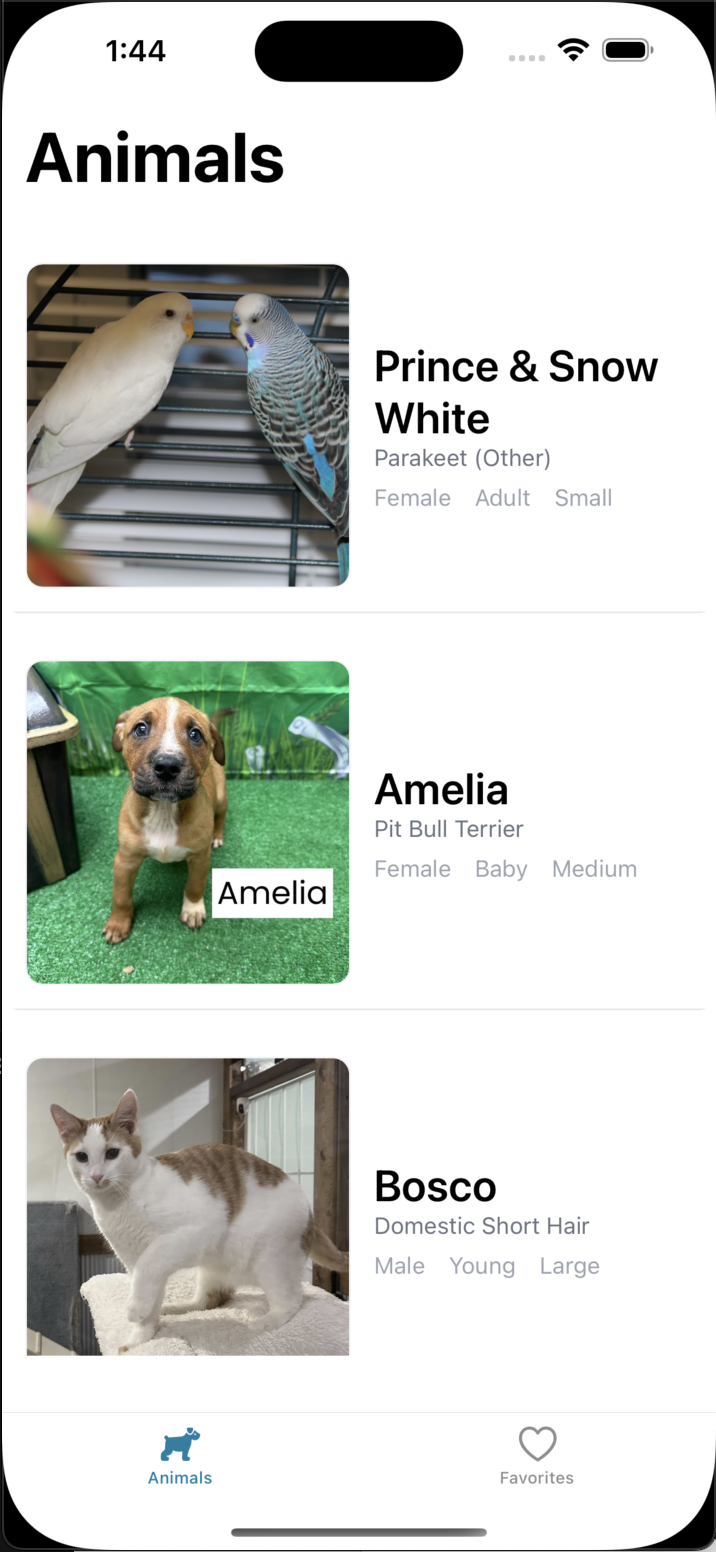 1:44
Animals
Prince & Snow
White
Parakeet (Other)
Female Adult Small
Amelia
Amelia
Pit Bull Terrier
Female Baby Medium
Bosco
Domestic Short Hair
Male Young Large
Animals Favorites